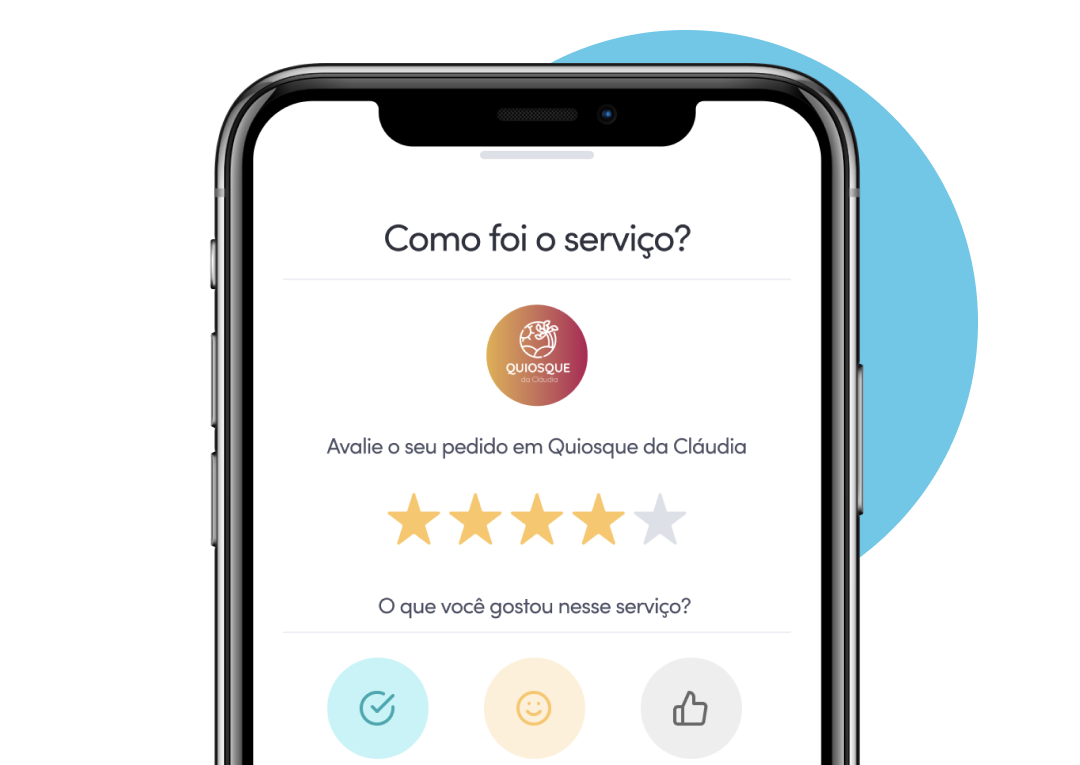 Como foi o serviço?
QUIOSQUE
da Cláudia
Avalie o seu pedido em Quiosque da Cláudia
O que você gostou nesse serviço?